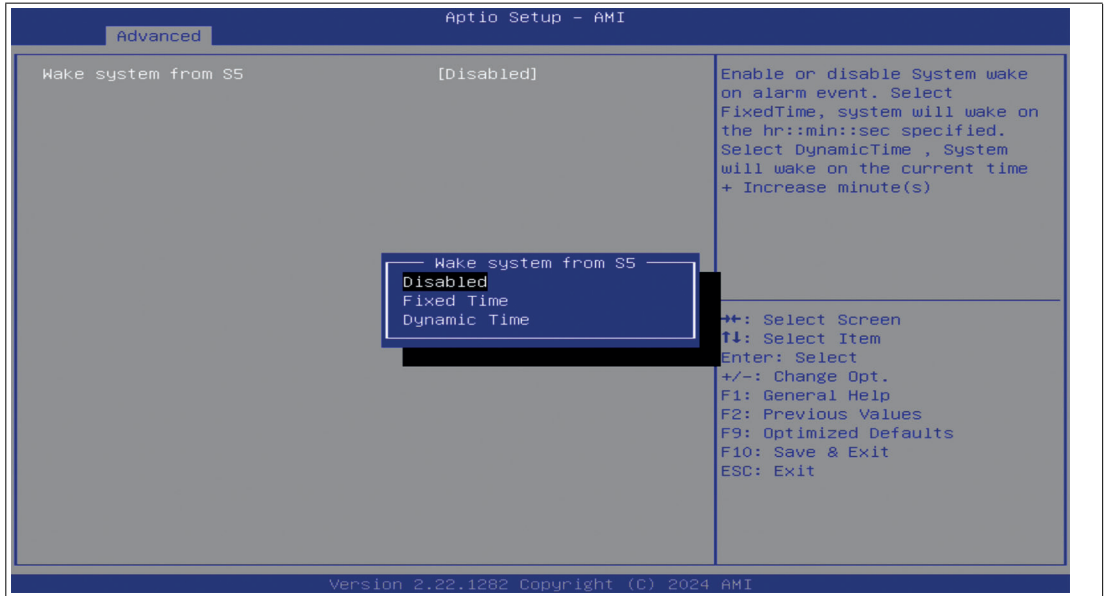 Aptio Setup - AMI
Advanced
Wake system from S5 [Disabled]
Enable or disable System wake
on alarm event. Select
FixedTime, system will wake on
the hr::min::sec specified.
Select DynamicTime , System
will wake on the current time
+ Increase minute(s)
Wake system from S5
Disabled
Fixed Time
Dynamic Time
→←: Select Screen
↑↓: Select Item
Enter: Select
+/-: Change Opt.
F1: General Help
F2: Previous Values
F9: Optimized Defaults
F10: Save & Exit
ESC: Exit
Version 2.22.1282 Copyright (C) 2024 AMI